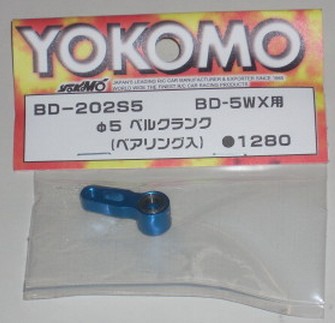 YOKOMO
YOKOMO
JAPAN'S LEADING R/C CAR MANUFACTURER & EXPORTER SINCE
WORLD WIDE THE FINEST R/C CAR RACING PRODUCTS
BD-202S5 BD-5WX用
φ5 ベルクランク
(ベアリング入) ●1280